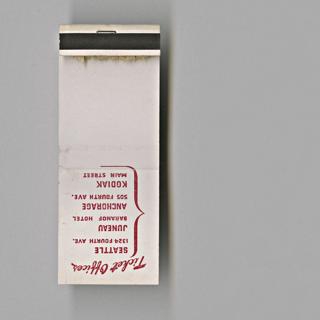 Ticket Offices
SEATTLE
1324 FOURTH AVE.
JUNEAU
BARANOF HOTEL
ANCHORAGE
505 FOURTH AVE.
KODIAK
MAIN STREET